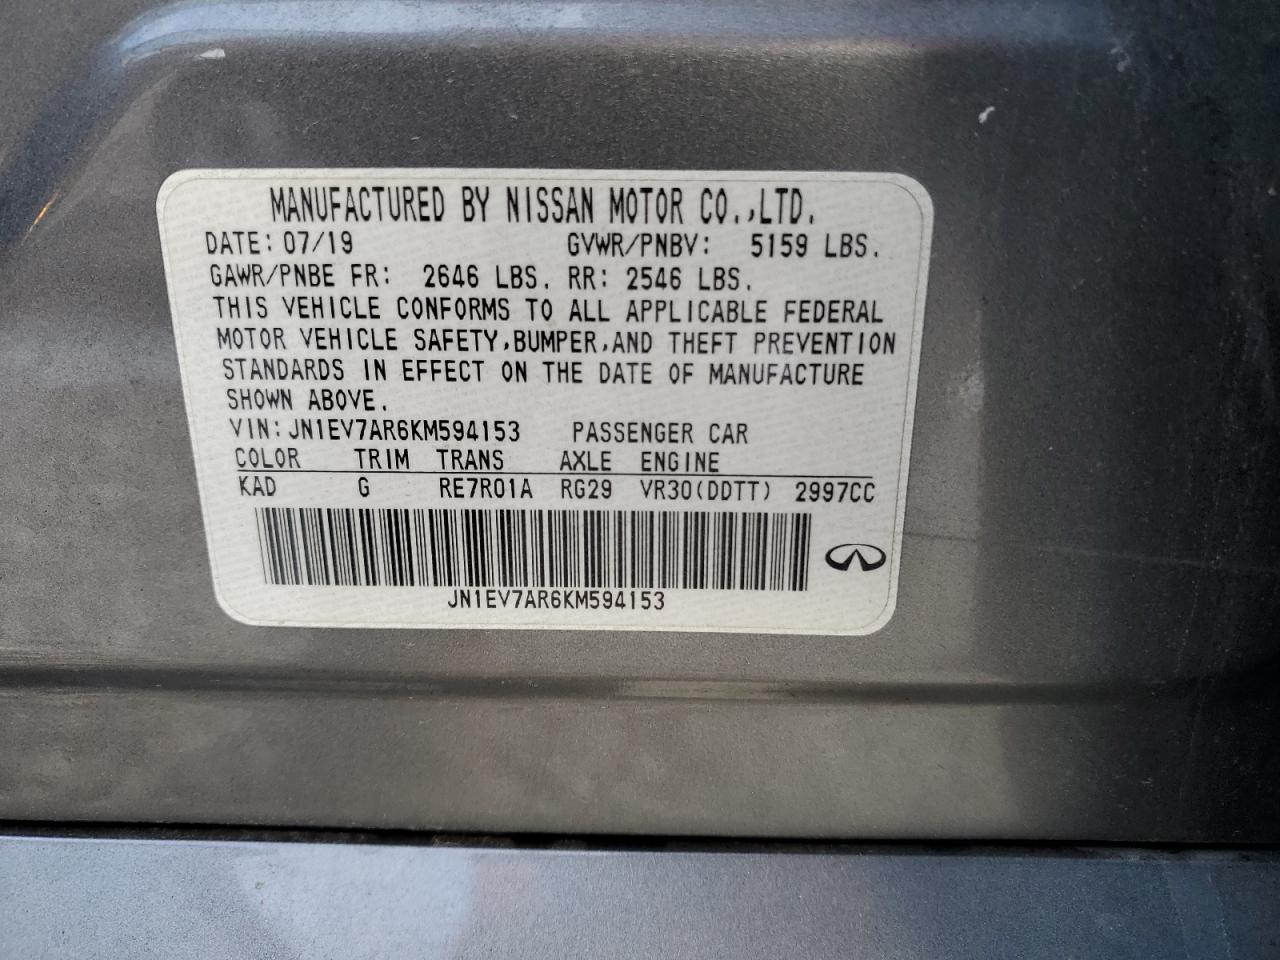 MANUFACTURED BY NISSAN MOTOR CO.,LTD.
DATE: 07/19 GVWR/PNBV: 5159 LBS.
GAWR/PNBE FR: 2646 LBS. RR: 2546 LBS.
THIS VEHICLE CONFORMS TO ALL APPLICABLE FEDERAL
MOTOR VEHICLE SAFETY,BUMPER,AND THEFT PREVENTION
STANDARDS IN EFFECT ON THE DATE OF MANUFACTURE
SHOWN ABOVE.
VIN: JN1EV7AR6KM594153 PASSENGER CAR
COLOR TRIM TRANS AXLE ENGINE
KAD G RE7R01A RG29 VR30(DDTT) 2997CC
JN1EV7AR6KM594153